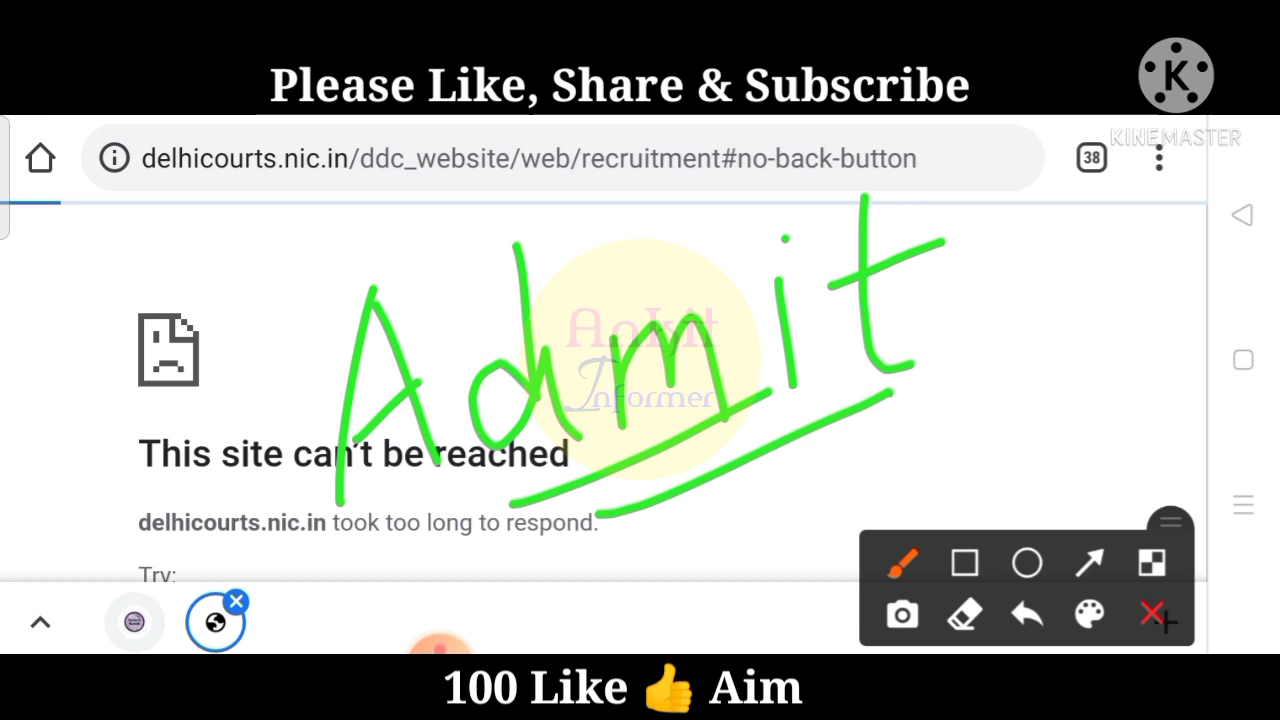 Please Like, Share & Subscribe
K
KINEMASTER
delhicourts.nic.in/ddc_website/web/recruitment#no-back-button
38
Admit
Ankit
Informer
This site can't be reached
delhicourts.nic.in took too long to respond.
Try:
100 Like 👍 Aim